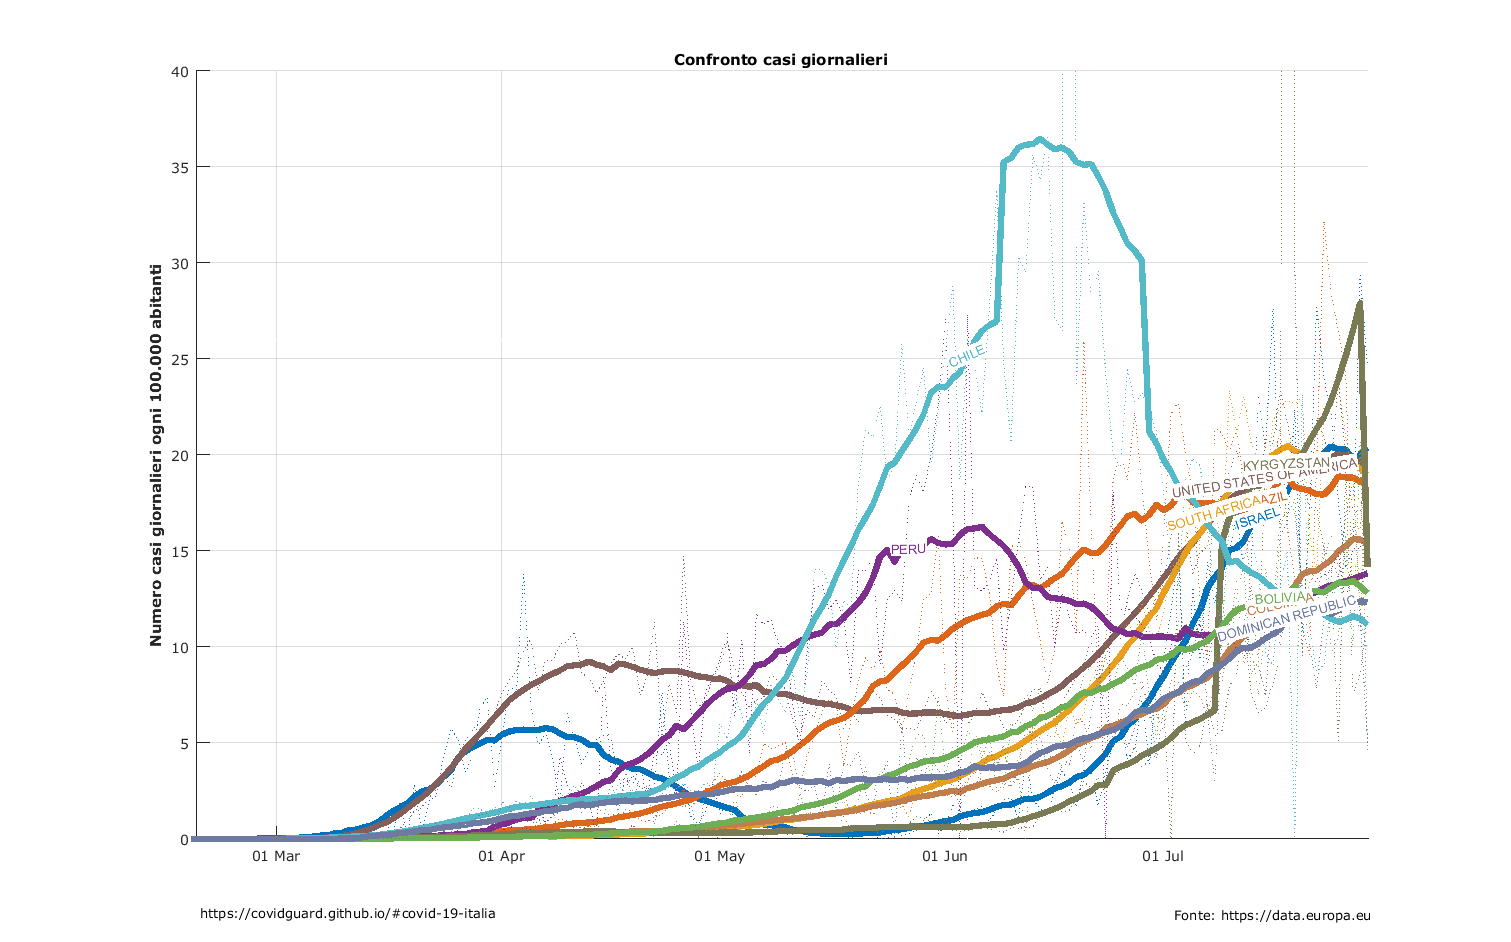 Confronto casi giornalieri
Numero casi giornalieri ogni 100.000 abitanti
40
35
30
25
20
15
10
5
0
01 Mar
01 Apr
01 May
01 Jun
01 Jul
CHILE
PERU
KYRGYZSTAN
UNITED STATES OF AMERICA
SOUTH AFRICA
AZIL
ISRAEL
BOLIVIA
DOMINICAN REPUBLIC
https://covidguard.github.io/#covid-19-italia
Fonte: https://data.europa.eu